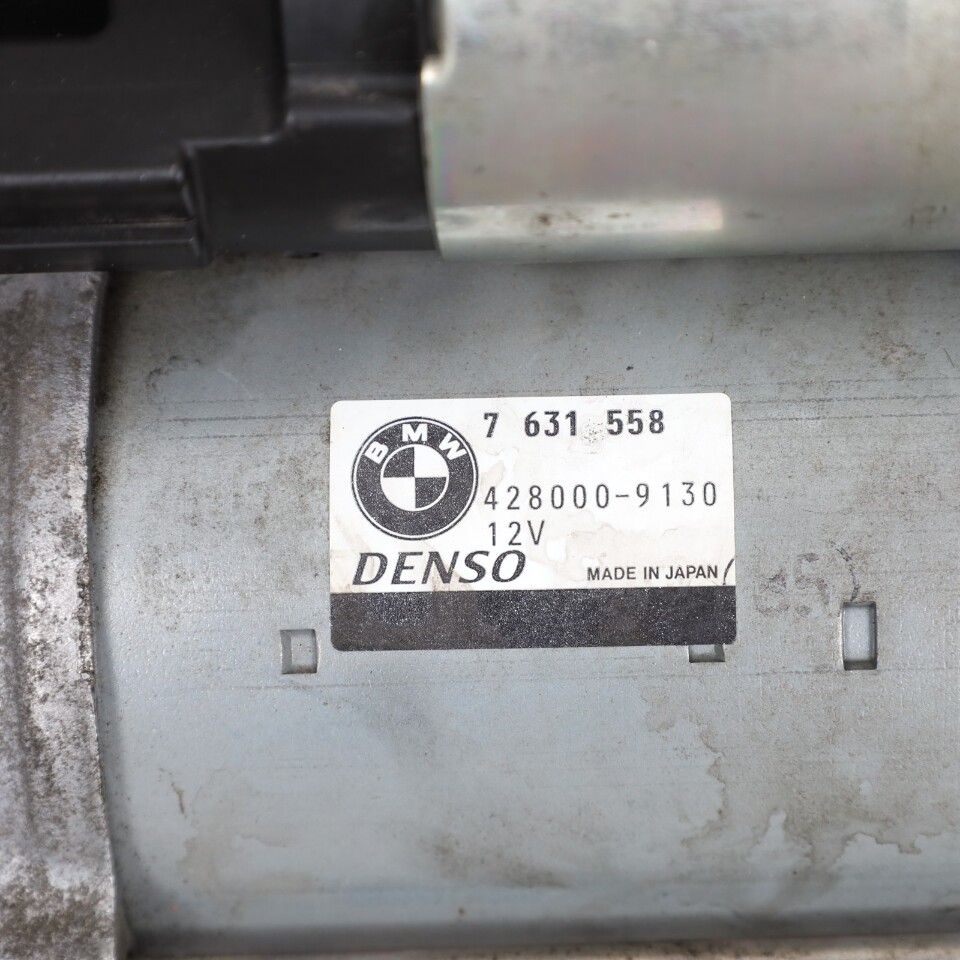 BMW
7 631 558
428000-9130
12V
DENSO
MADE IN JAPAN